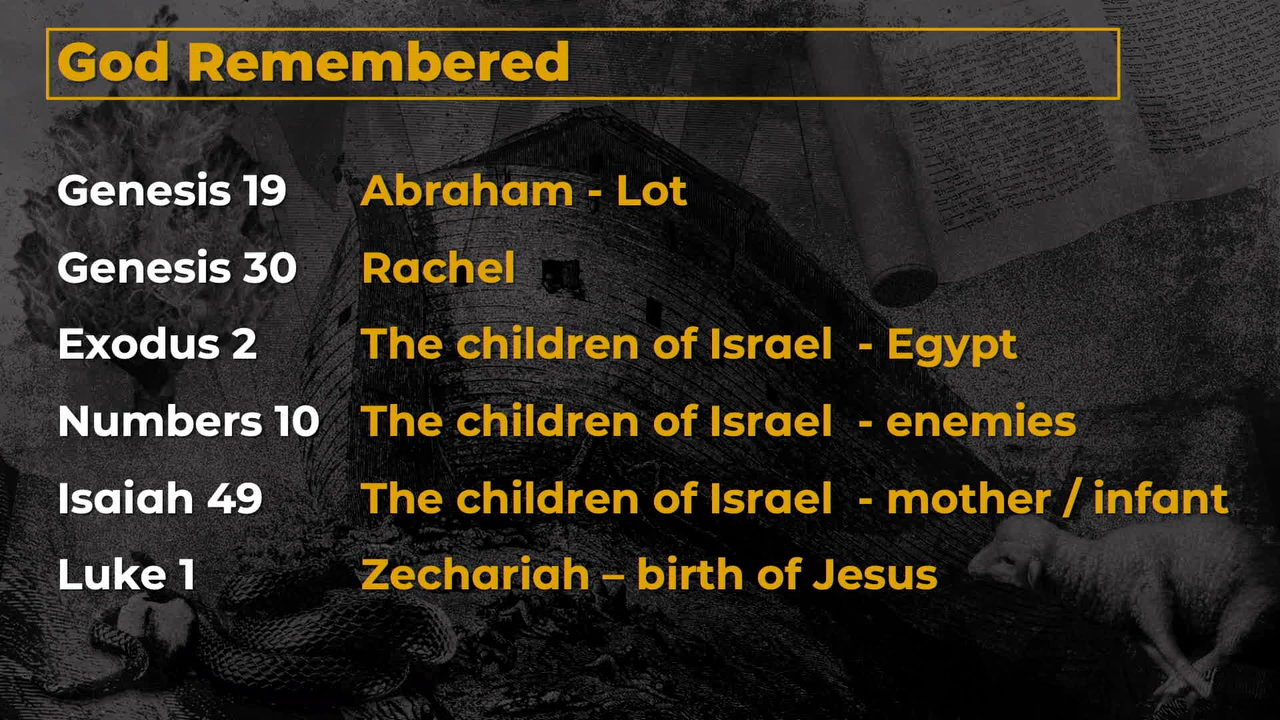 God Remembered
Genesis 19 Abraham - Lot
Genesis 30 Rachel
Exodus 2 The children of Israel - Egypt
Numbers 10 The children of Israel - enemies
Isaiah 49 The children of Israel - mother / infant
Luke 1 Zechariah – birth of Jesus